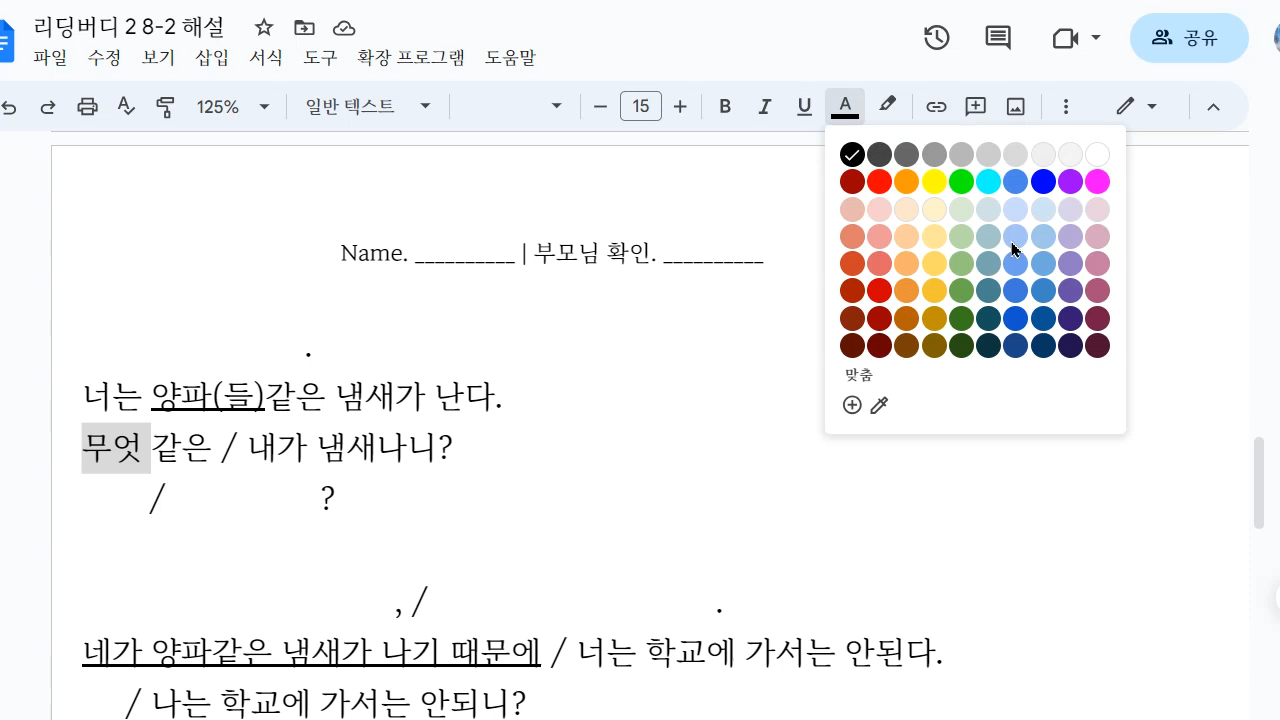 리딩버디 2 8-2 해설
파일 수정 보기 삽입 서식 도구 확장 프로그램 도움말
공유
125% 일반 텍스트 15 B I U A
맞춤
Name. __________ | 부모님 확인. __________
.
너는 양파(들)같은 냄새가 난다.
무엇 같은 / 내가 냄새나니?
/ ?
, / .
네가 양파같은 냄새가 나기 때문에 / 너는 학교에 가서는 안된다.
/ 나는 학교에 가서는 안되니?